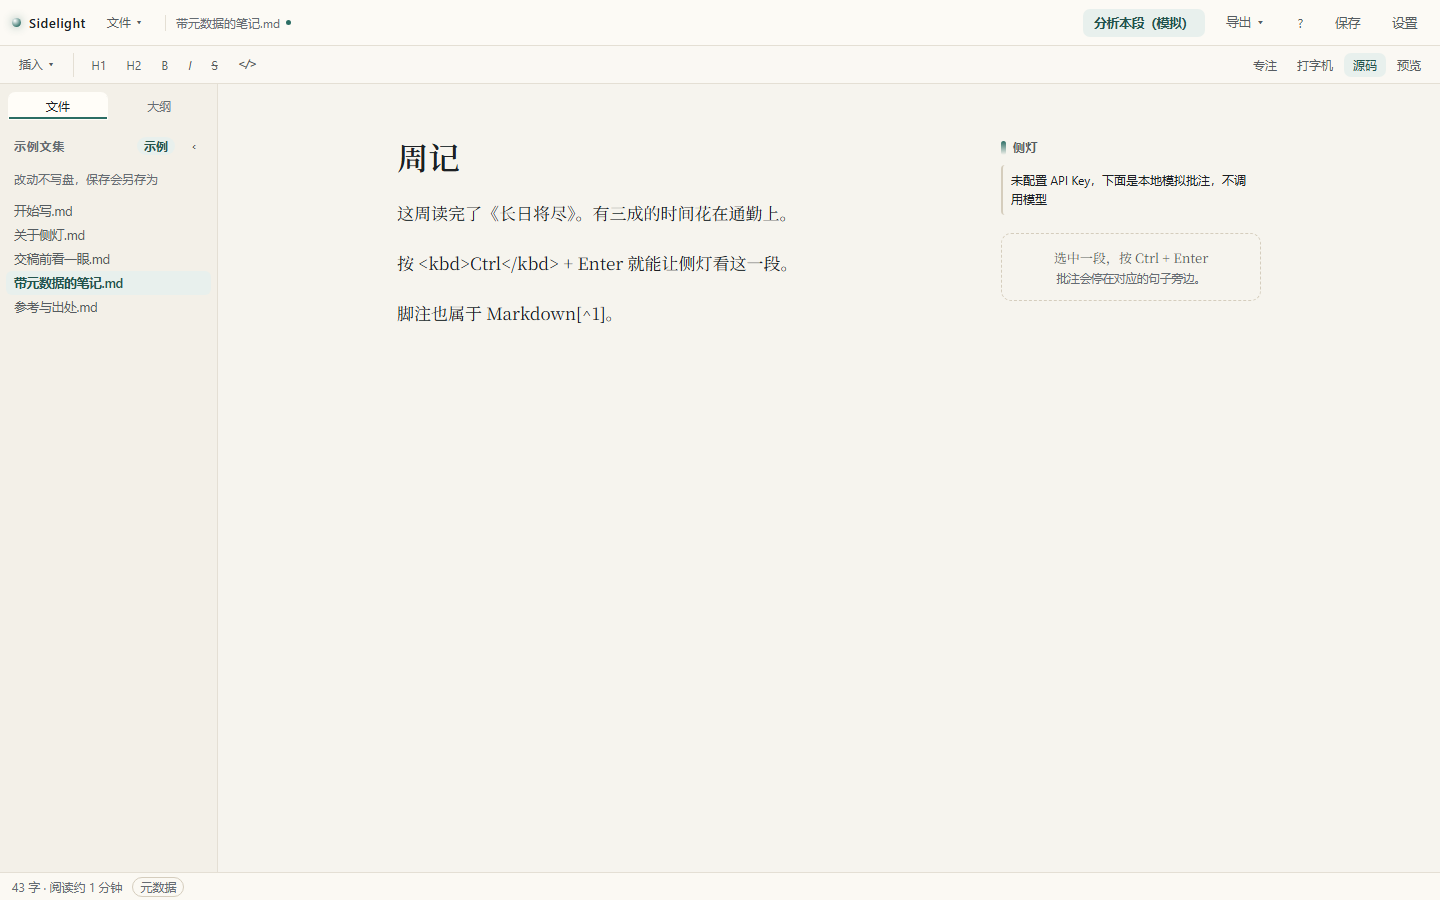 Sidelight 文件 ▾ 带元数据的笔记.md ● 分析本段（模拟） 导出 ▾ ? 保存 设置
插入 ▾ H1 H2 B I S </> 专注 打字机 源码 预览
文件 大纲
示例文集 示例 ‹
改动不写盘，保存会另存为
开始写.md
关于侧灯.md
交稿前看一眼.md
带元数据的笔记.md
参考与出处.md
周记
这周读完了《长日将尽》。有三成的时间花在通勤上。
按 <kbd>Ctrl</kbd> + Enter 就能让侧灯看这一段。
脚注也属于 Markdown[^1]。
侧灯
未配置 API Key，下面是本地模拟批注，不调
用模型
选中一段，按 Ctrl + Enter
批注会停在对应的句子旁边。
43 字 · 阅读约 1 分钟 元数据